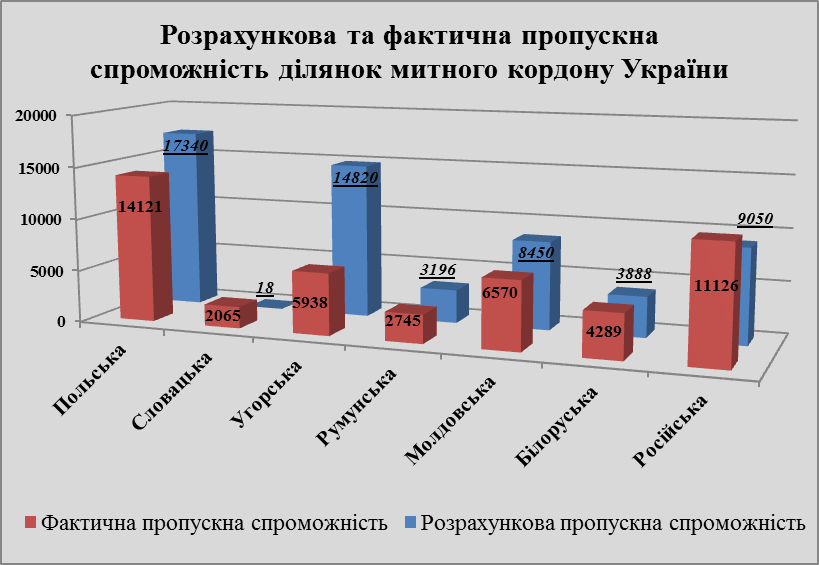 Розрахункова та фактична пропускна
спроможність ділянок митного кордону України
20000
15000
10000
5000
0
14121
17340
2065
18
5938
14820
2745
3196
6570
8450
4289
3888
11126
9050
Польська
Словацька
Угорська
Румунська
Молдовська
Білоруська
Російська
Фактична пропускна спроможність
Розрахункова пропускна спроможність